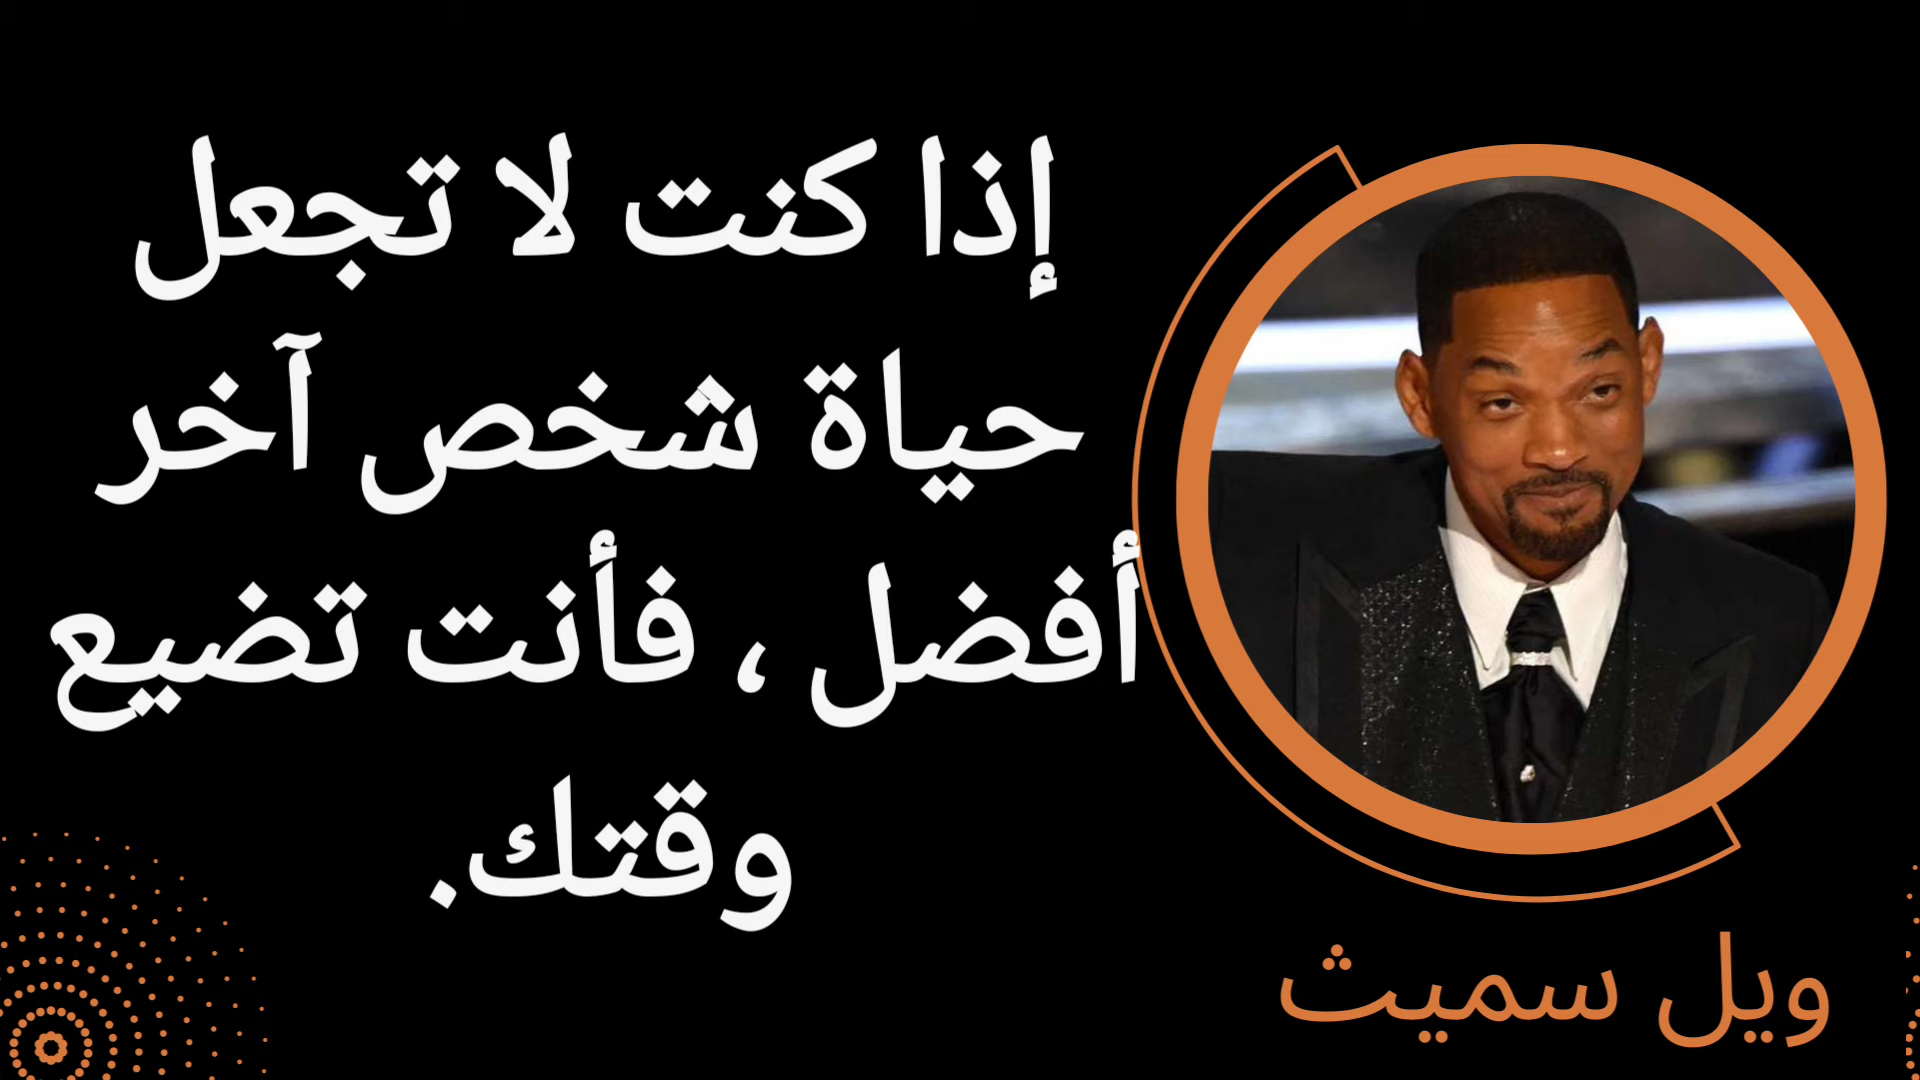 إذا كنت لا تجعل
حياة شخص آخر
أفضل ، فأنت تضيع
وقتك.
ويل سميث